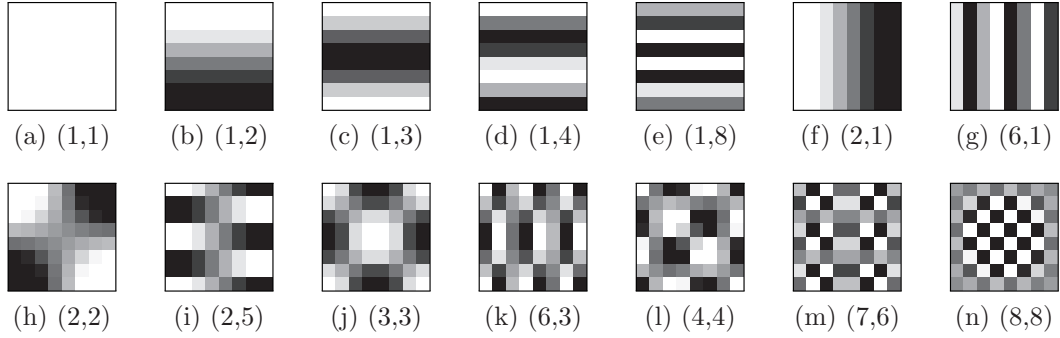 (a) (1,1) (b) (1,2) (c) (1,3) (d) (1,4) (e) (1,8) (f) (2,1) (g) (6,1)
(h) (2,2) (i) (2,5) (j) (3,3) (k) (6,3) (l) (4,4) (m) (7,6) (n) (8,8)